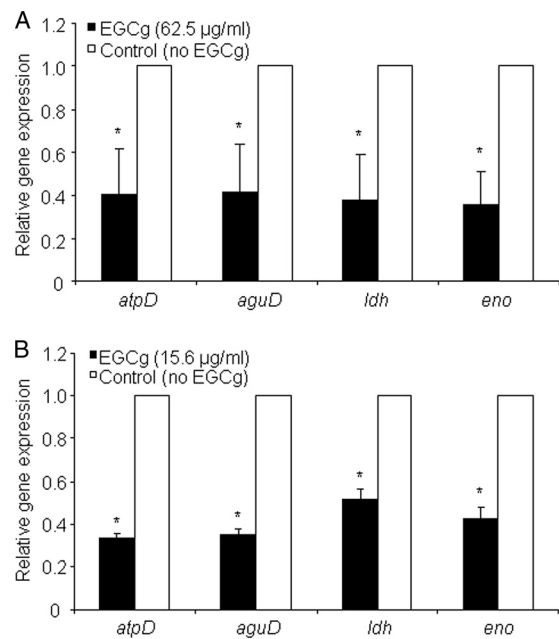 A
EGCg (62.5 µg/ml)
Control (no EGCg)
Relative gene expression
1.2
1.0
0.8
0.6
0.4
0.2
0
* * * *
atpD aguD ldh eno
B
EGCg (15.6 µg/ml)
Control (no EGCg)
Relative gene expression
1.2
1.0
0.8
0.6
0.4
0.2
0
* * * *
atpD aguD ldh eno